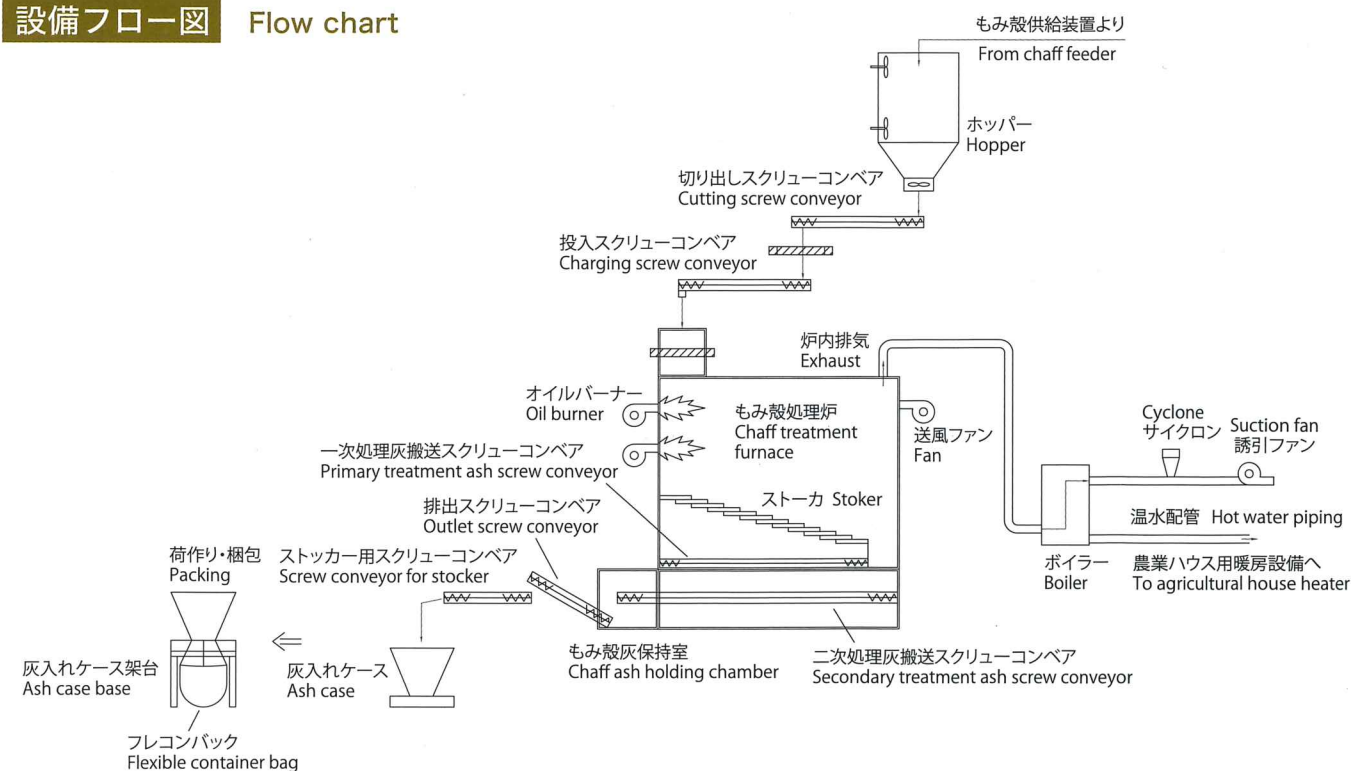 設備フロー図 Flow chart
もみ殻供給装置より
From chaff feeder
ホッパー
Hopper
切り出しスクリューコンベア
Cutting screw conveyor
投入スクリューコンベア
Charging screw conveyor
炉内排気
Exhaust
オイルバーナー
Oil burner
もみ殻処理炉
Chaff treatment
furnace
送風ファン
Fan
Cyclone
サイクロン
Suction fan
誘引ファン
一次処理灰搬送スクリューコンベア
Primary treatment ash screw conveyor
ストーカ Stoker
排出スクリューコンベア
Outlet screw conveyor
温水配管 Hot water piping
ボイラー
Boiler
農業ハウス用暖房設備へ
To agricultural house heater
荷作り・梱包
Packing
ストッカー用スクリューコンベア
Screw conveyor for stocker
灰入れケース架台
Ash case base
灰入れケース
Ash case
もみ殻灰保持室
Chaff ash holding chamber
二次処理灰搬送スクリューコンベア
Secondary treatment ash screw conveyor
フレコンバック
Flexible container bag